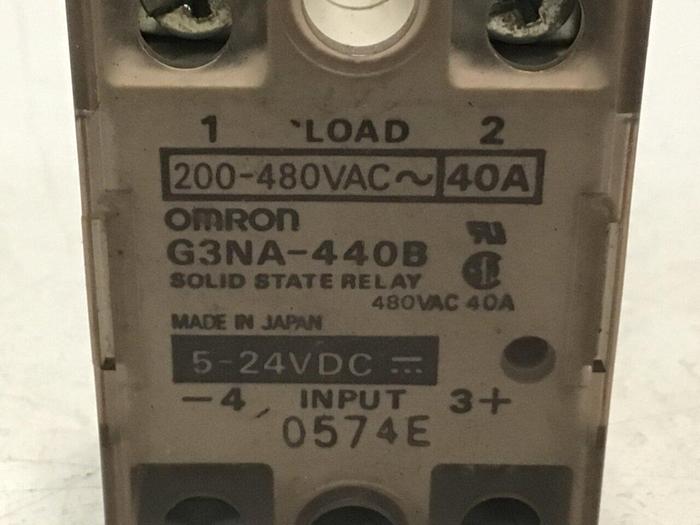 1 LOAD 2
200-480VAC~ 40A
OMRON
G3NA-440B
SOLID STATE RELAY
480VAC 40A
MADE IN JAPAN
5-24VDC ⎓
-4 INPUT 3+
0574E